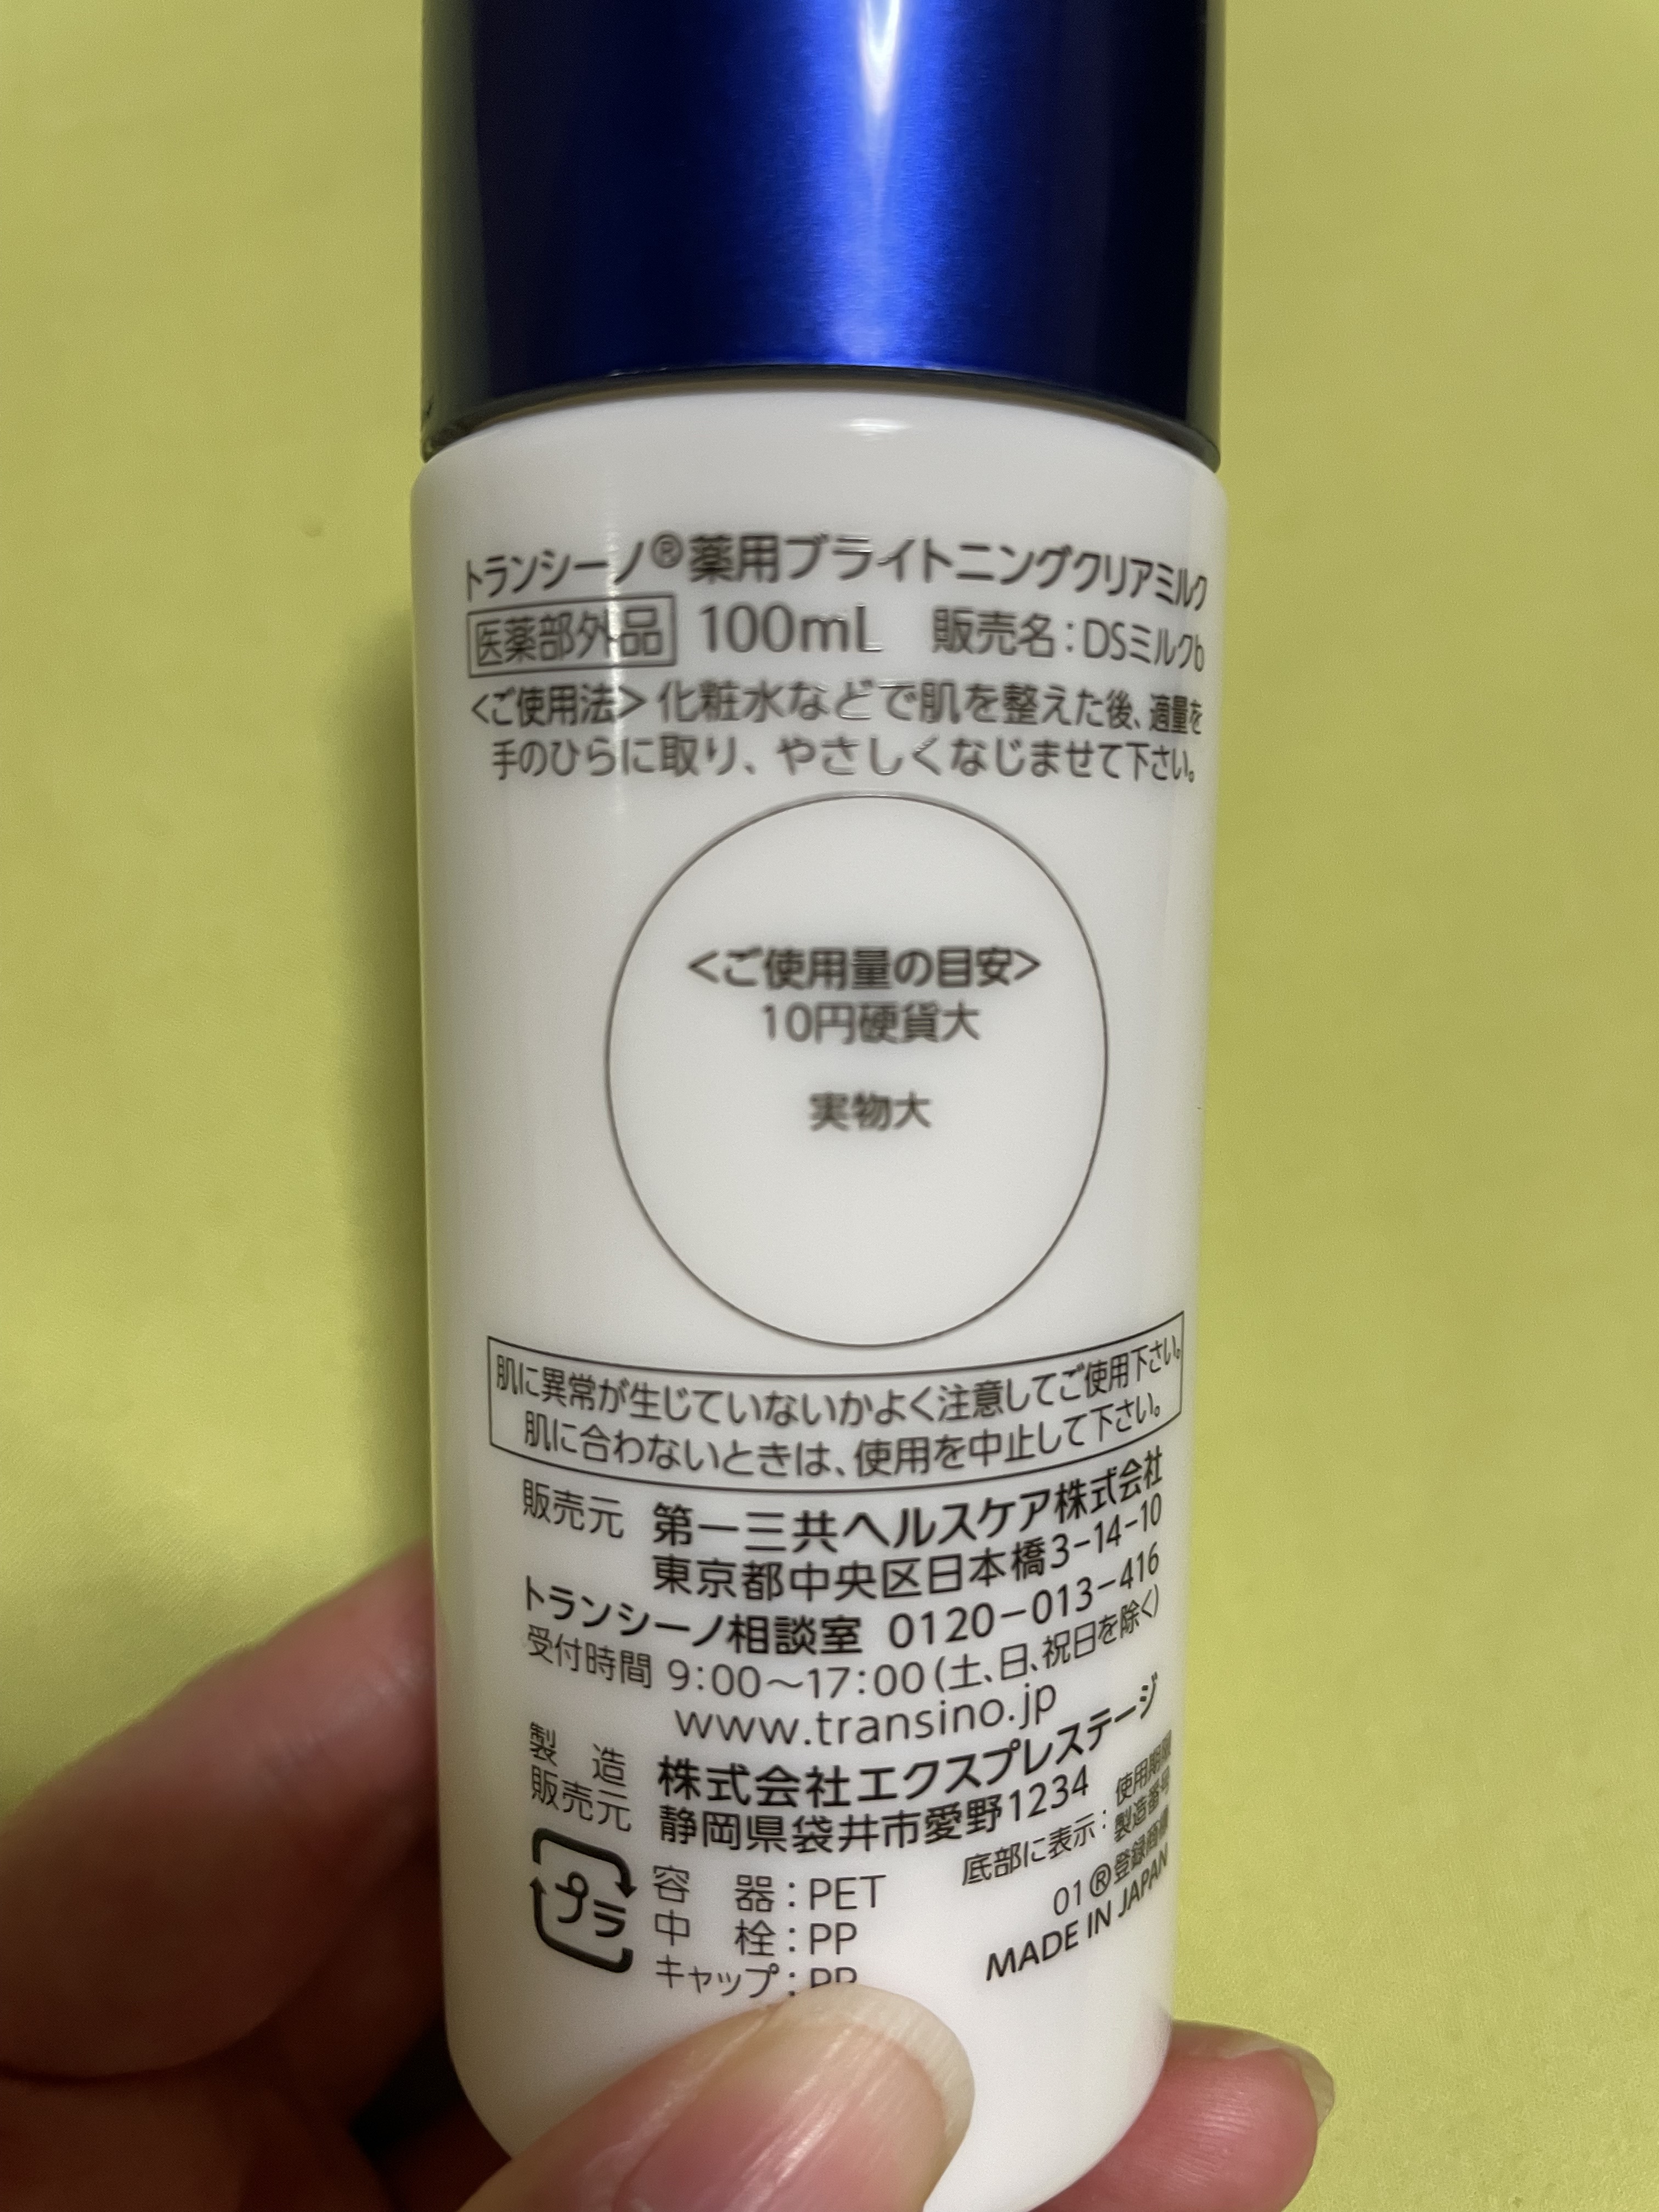 トランシーノ®薬用ブライトニングクリアミルク
医薬部外品 100mL 販売名:DSミルクb
<ご使用法>化粧水などで肌を整えた後、適量を
手のひらに取り、やさしくなじませて下さい。
<ご使用量の目安>
10円硬貨大
実物大
肌に異常が生じていないかよく注意してご使用下さい。
肌に合わないときは、使用を中止して下さい。
販売元 第一三共ヘルスケア株式会社
東京都中央区日本橋3-14-10
トランシーノ相談室 0120-013-416
受付時間 9:00〜17:00(土、日、祝日を除く)
www.transino.jp
製造販売元 株式会社エクスプレステージ
静岡県袋井市愛野1234
底部に表示:使用期限
製造番号
プラ
容器:PET
中栓:PP
キャップ:PP
01®登録商標
MADE IN JAPAN